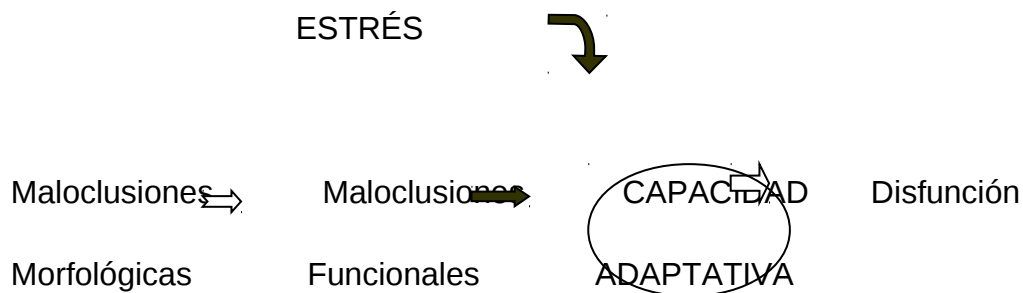 ESTRÉS
Maloclusiones Maloclusiones CAPACIDAD Disfunción
Morfológicas Funcionales ADAPTATIVA